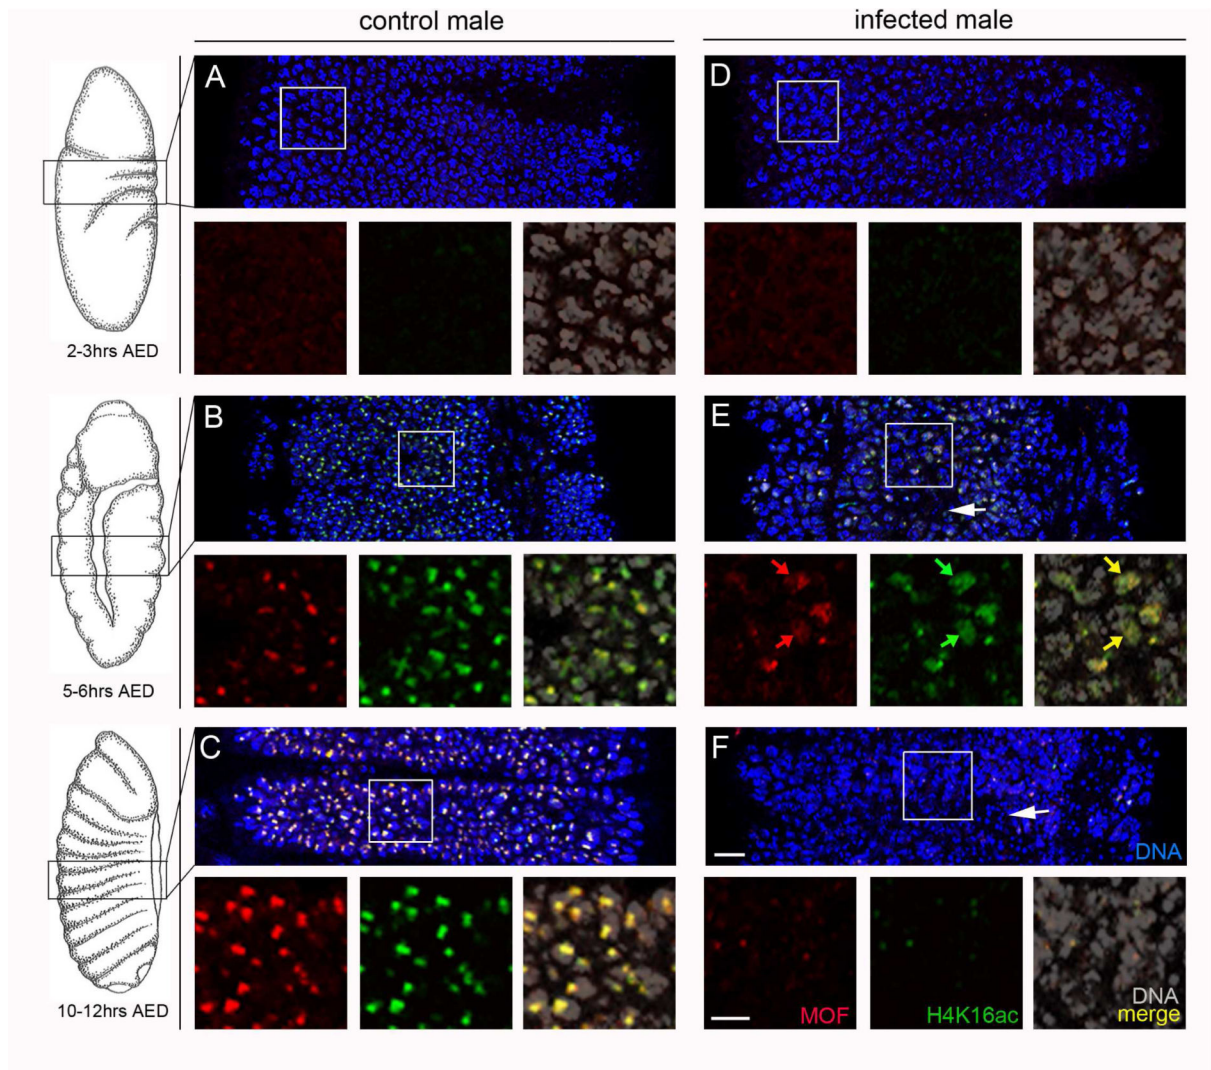 control male
infected male
A
D
2-3hrs AED
B
E
5-6hrs AED
C
F
DNA
10-12hrs AED
MOF
H4K16ac
DNA
merge